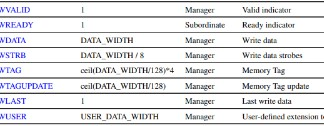 WVALID 1 Manager Valid indicator
WREADY 1 Subordinate Ready indicator
WDATA DATA_WIDTH Manager Write data
WSTRB DATA_WIDTH / 8 Manager Write data strobes
WTAG ceil(DATA_WIDTH/128)*4 Manager Memory Tag
WTAGUPDATE ceil(DATA_WIDTH/128) Manager Memory Tag update
WLAST 1 Manager Last write data
WUSER USER_DATA_WIDTH Manager User-defined extension to